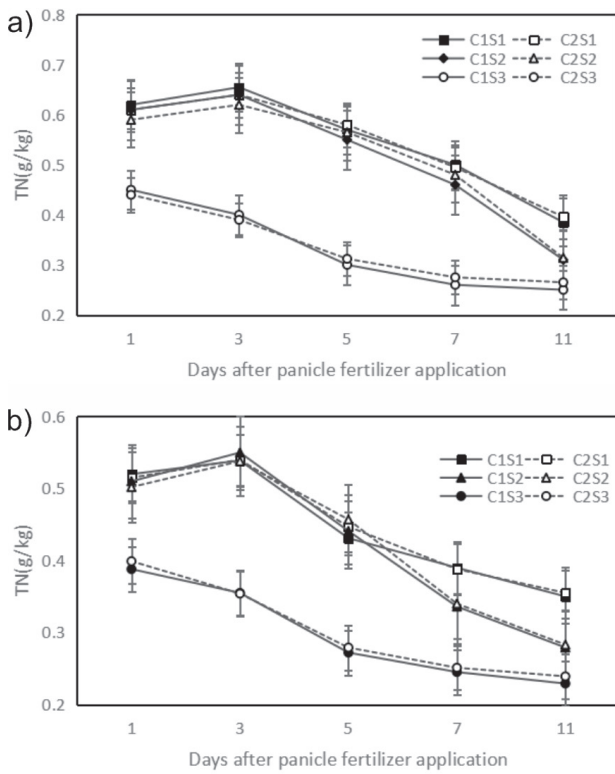 a)
0.8
0.7
0.6
0.5
0.4
0.3
0.2
TN(g/kg)
C1S1 C2S1
C1S2 C2S2
C1S3 C2S3
1 3 5 7 11
Days after panicle fertilizer application
b)
0.6
0.5
0.4
0.3
0.2
TN(g/kg)
C1S1 C2S1
C1S2 C2S2
C1S3 C2S3
1 3 5 7 11
Days after panicle fertilizer application